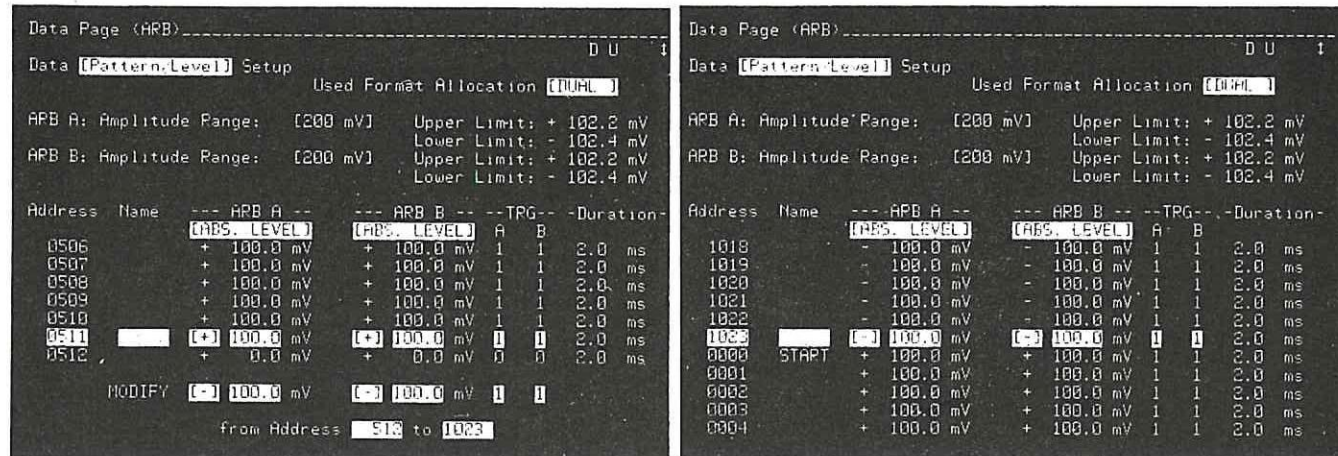 Data Page (ARB)
D U ↕
Data [Pattern/Level] Setup
Used Format Allocation [DUAL ]
ARB A: Amplitude Range: [200 mV] Upper Limit: + 102.2 mV
Lower Limit: - 102.4 mV
ARB B: Amplitude Range: [200 mV] Upper Limit: + 102.2 mV
Lower Limit: - 102.4 mV
Address Name --- ARB A -- --- ARB B -- --TRG-- -Duration-
[ABS. LEVEL] [ABS. LEVEL] A B
0506 + 100.0 mV + 100.0 mV 1 1 2.0 ms
0507 + 100.0 mV + 100.0 mV 1 1 2.0 ms
0508 + 100.0 mV + 100.0 mV 1 1 2.0 ms
0509 + 100.0 mV + 100.0 mV 1 1 2.0 ms
0510 + 100.0 mV + 100.0 mV 1 1 2.0 ms
0511 [+] 100.0 mV [+] 100.0 mV 1 1 2.0 ms
0512 + 0.0 mV + 0.0 mV 0 0 2.0 ms
MODIFY [-] 100.0 mV [-] 100.0 mV 1 1
from Address 512 to 1023
Data Page (ARB)
D U ↕
Data [Pattern/Level] Setup
Used Format Allocation [DUAL ]
ARB A: Amplitude Range: [200 mV] Upper Limit: + 102.2 mV
Lower Limit: - 102.4 mV
ARB B: Amplitude Range: [200 mV] Upper Limit: + 102.2 mV
Lower Limit: - 102.4 mV
Address Name ----ARB A -- --- ARB B -- --TRG-- -Duration-
[ABS. LEVEL] [ABS. LEVEL] A B
1018 - 100.0 mV - 100.0 mV 1 1 2.0 ms
1019 - 100.0 mV - 100.0 mV 1 1 2.0 ms
1020 - 100.0 mV - 100.0 mV 1 1 2.0 ms
1021 - 100.0 mV - 100.0 mV 1 1 2.0 ms
1022 - 100.0 mV - 100.0 mV 1 1 2.0 ms
1023 [-] 100.0 mV [-] 100.0 mV 1 1 2.0 ms
0000 START + 100.0 mV + 100.0 mV 1 1 2.0 ms
0001 + 100.0 mV + 100.0 mV 1 1 2.0 ms
0002 + 100.0 mV + 100.0 mV 1 1 2.0 ms
0003 + 100.0 mV + 100.0 mV 1 1 2.0 ms
0004 + 100.0 mV + 100.0 mV 1 1 2.0 ms